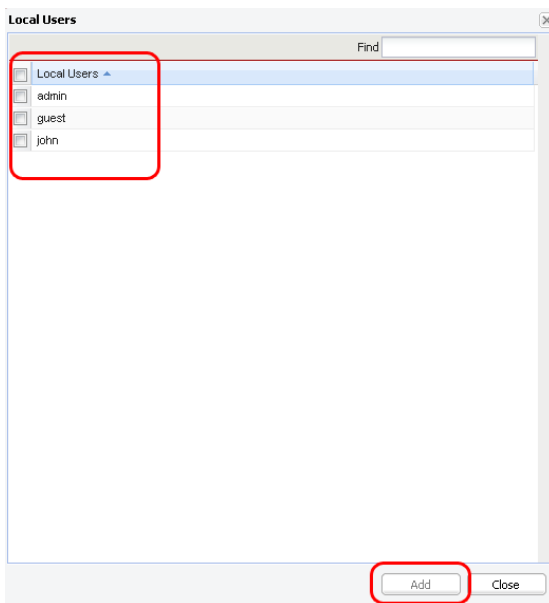 Local Users
Find
Local Users
admin
guest
john
Add Close